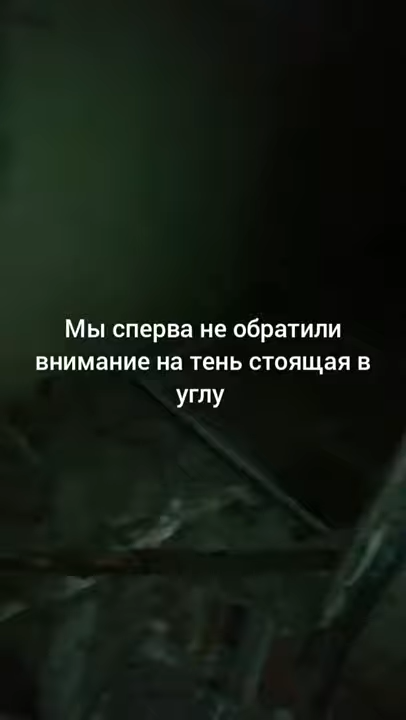 Мы сперва не обратили
внимание на тень стоящая в
углу